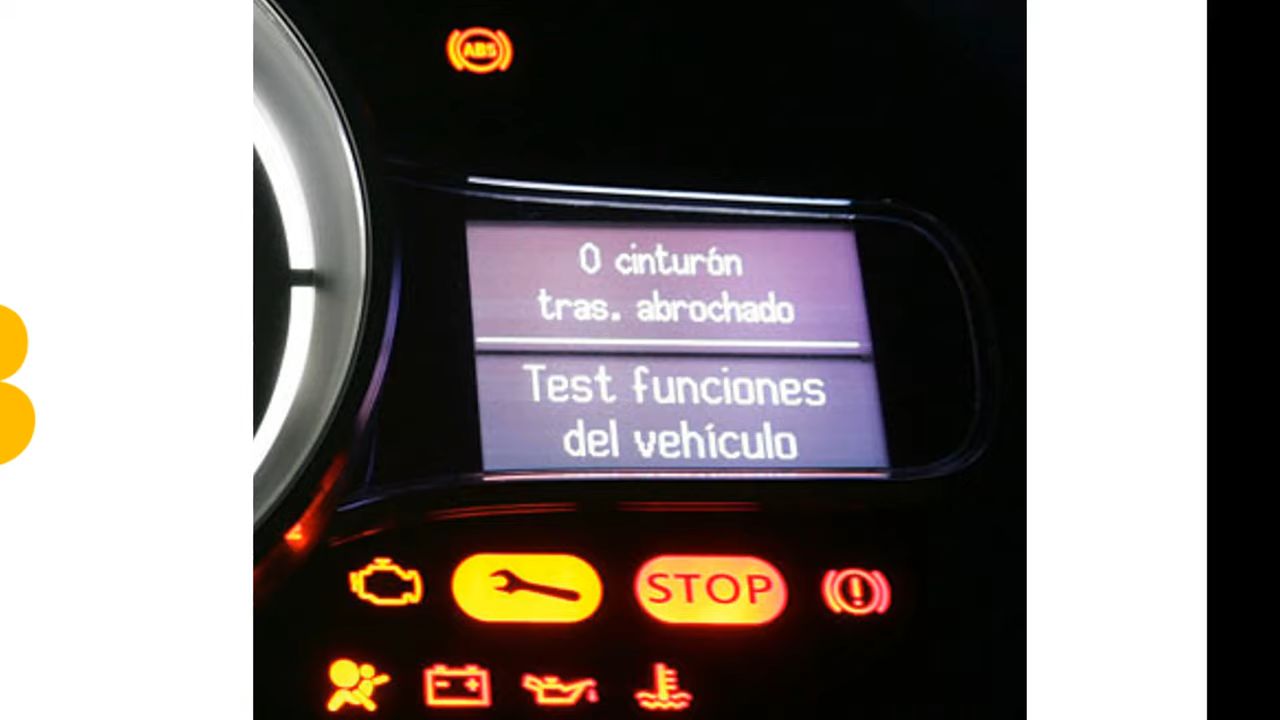 ABS
0 cinturón
tras. abrochado
Test funciones
del vehículo
STOP